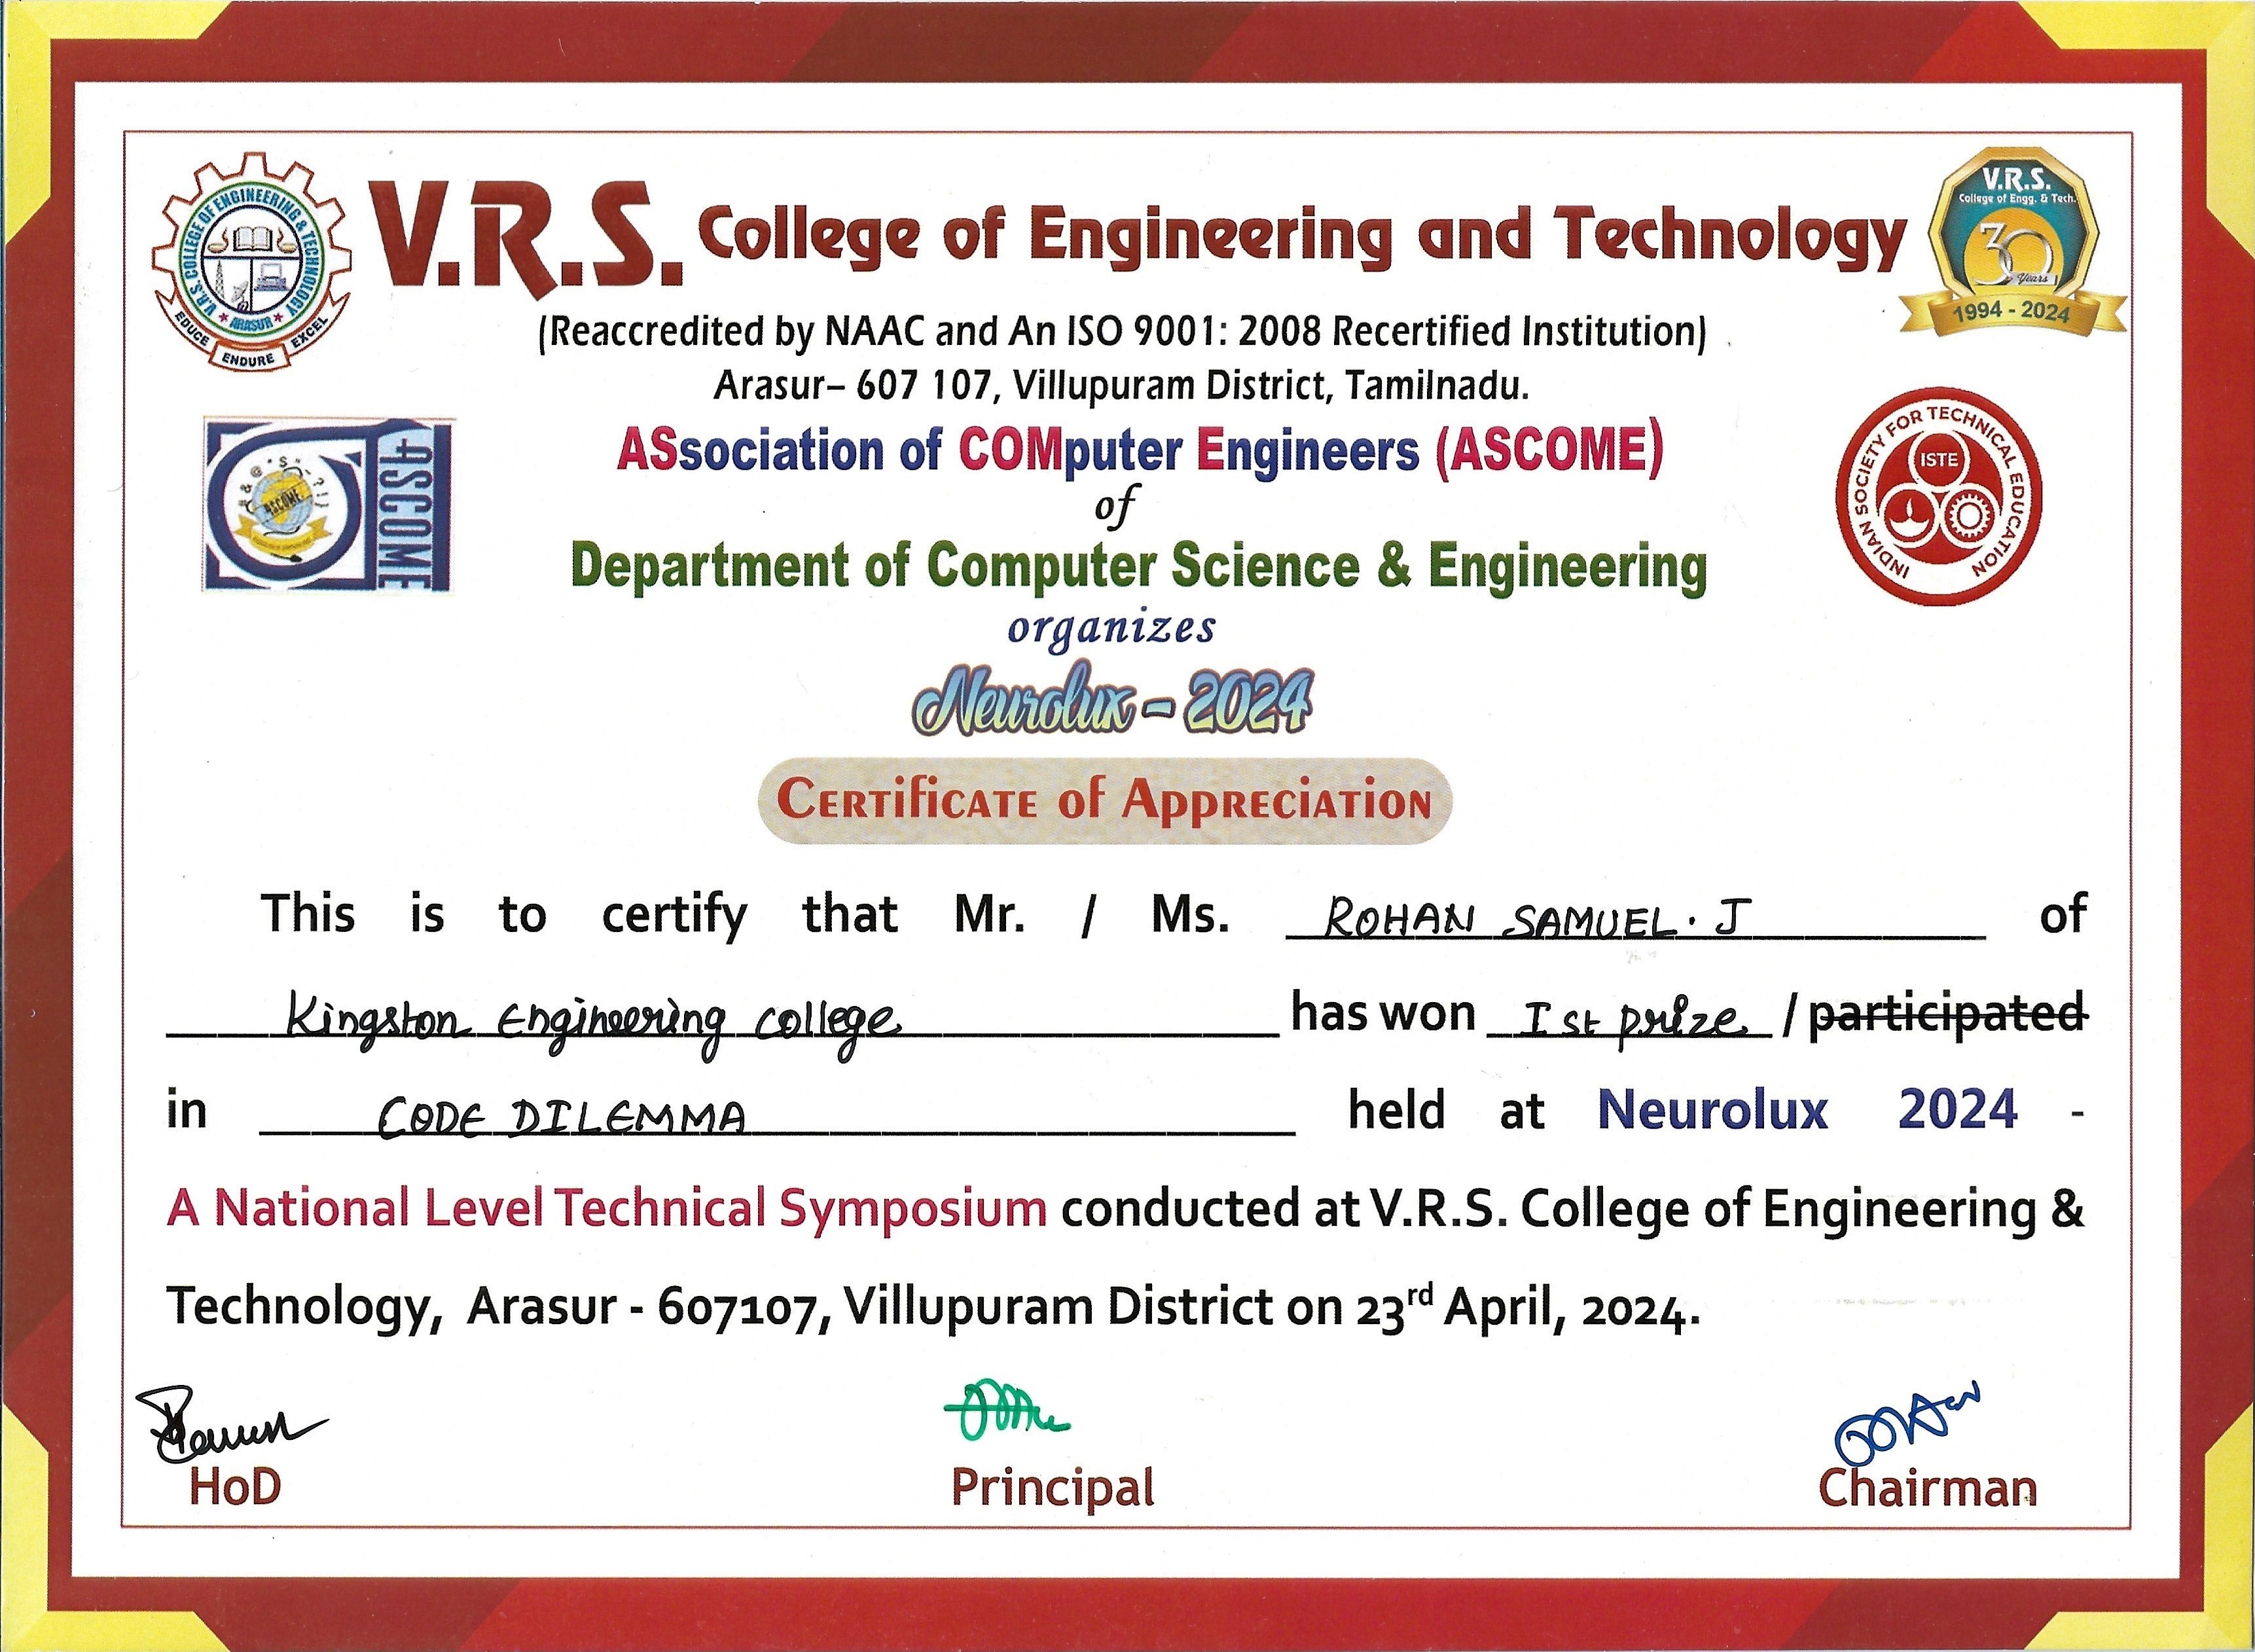 V.R.S. COLLEGE OF ENGINEERING & TECHNOLOGY
★ ARASUR ★
EDUCE ENDURE EXCEL
V.R.S. College of Engineering and Technology
V.R.S.
College of Engg. & Tech.
30
Years
1994 - 2024
(Reaccredited by NAAC and An ISO 9001: 2008 Recertified Institution)
Arasur– 607 107, Villupuram District, Tamilnadu.
ASCOME
ASCOME
ASsociation of COMputer Engineers (ASCOME)
INDIAN SOCIETY FOR TECHNICAL EDUCATION
ISTE
of
Department of Computer Science & Engineering
organizes
Neurolux - 2024
Certificate of Appreciation
This is to certify that Mr. / Ms. ROHAN SAMUEL. J of
Kingston Engineering college has won I st prize / participated
in CODE DILEMMA held at Neurolux 2024 -
A National Level Technical Symposium conducted at V.R.S. College of Engineering &
Technology, Arasur - 607107, Villupuram District on 23rd April, 2024.
HoD Principal Chairman